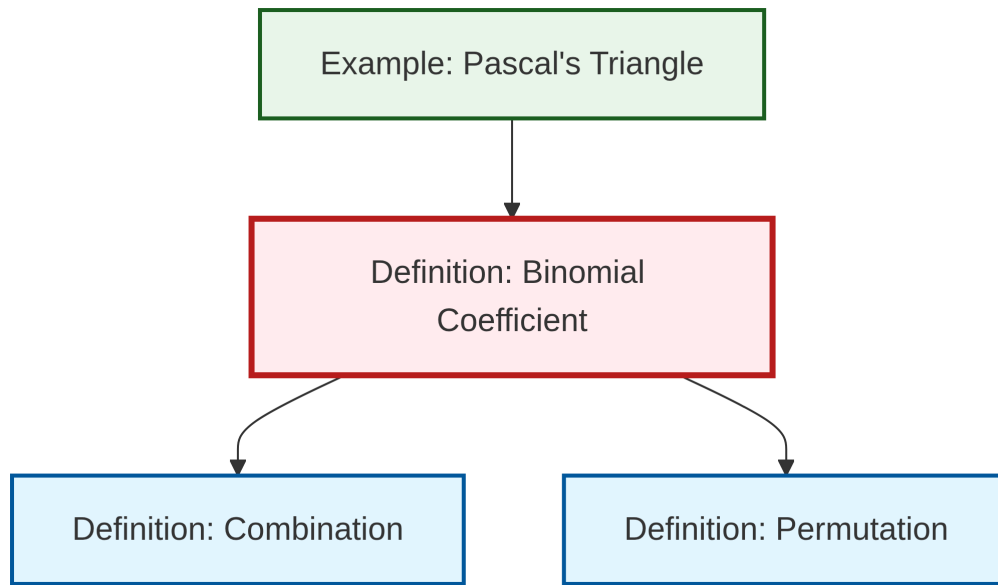 Example: Pascal's Triangle
Definition: Binomial
Coefficient
Definition: Combination
Definition: Permutation